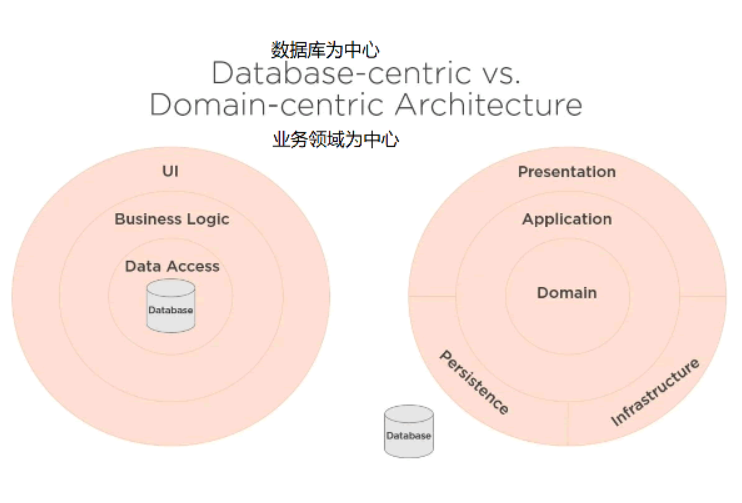 数据库为中心
Database-centric vs.
Domain-centric Architecture
业务领域为中心
UI
Business Logic
Data Access
Database
Presentation
Application
Domain
Persistence
Infrastructure
Database